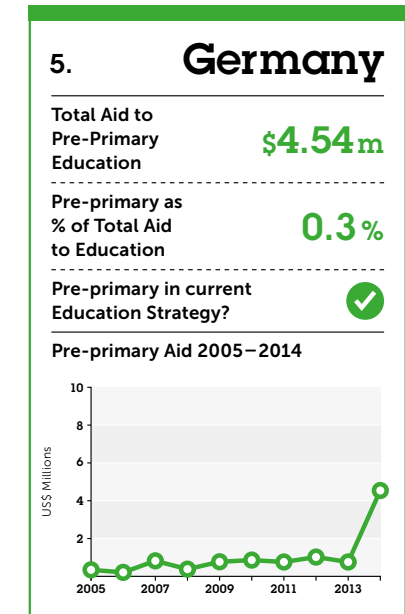 5. Germany
Total Aid to
Pre-Primary
Education
$4.54m
Pre-primary as
% of Total Aid
to Education
0.3%
Pre-primary in current
Education Strategy?
Pre-primary Aid 2005–2014
US$ Millions
10
8
6
4
2
2005 2007 2009 2011 2013